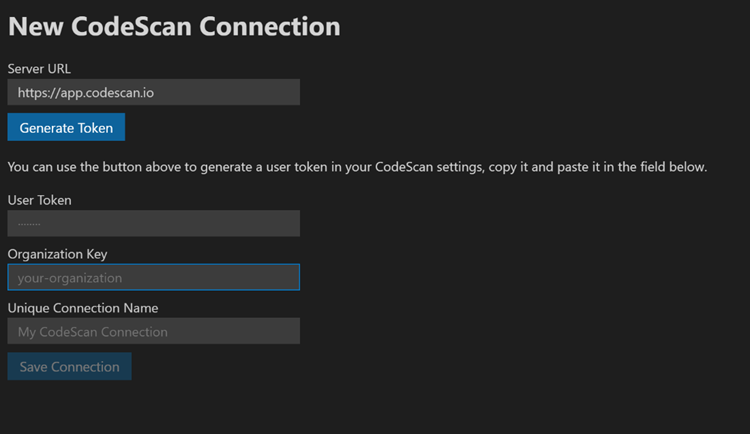 New CodeScan Connection
Server URL
https://app.codescan.io
Generate Token
You can use the button above to generate a user token in your CodeScan settings, copy it and paste it in the field below.
User Token
........
Organization Key
your-organization
Unique Connection Name
My CodeScan Connection
Save Connection